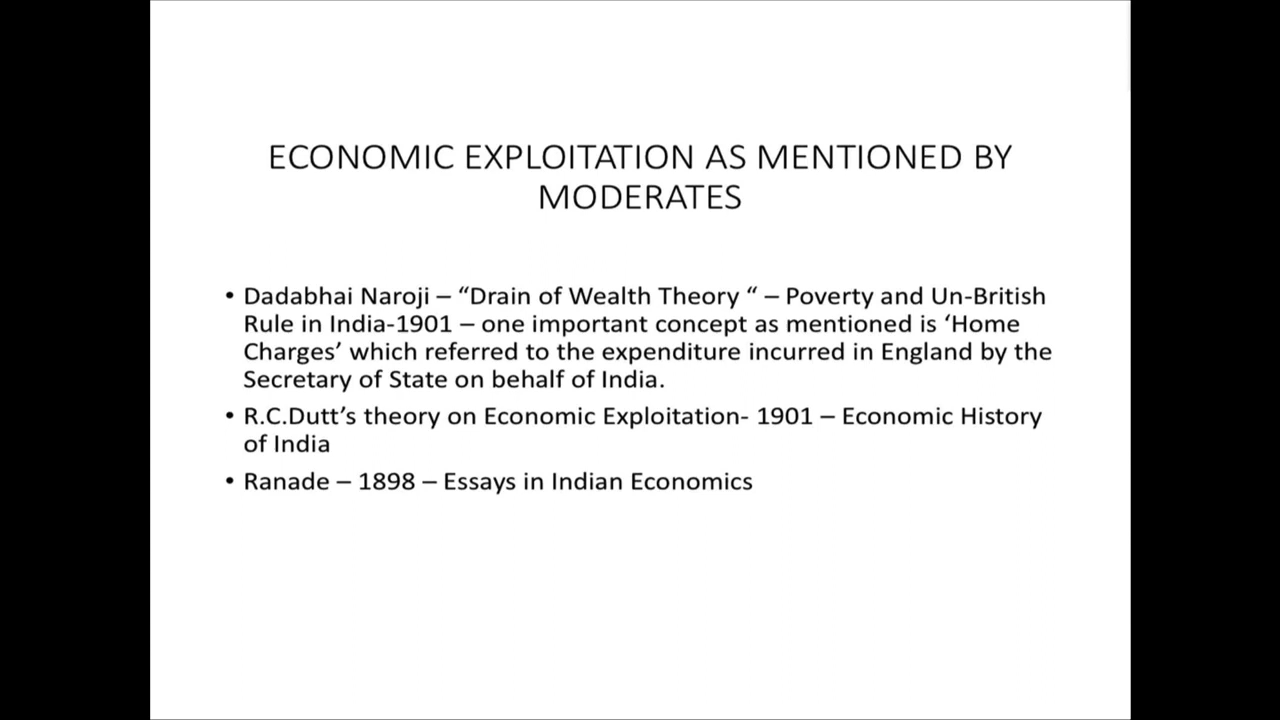 ECONOMIC EXPLOITATION AS MENTIONED BY
MODERATES
• Dadabhai Naroji – “Drain of Wealth Theory “ – Poverty and Un-British
Rule in India-1901 – one important concept as mentioned is ‘Home
Charges’ which referred to the expenditure incurred in England by the
Secretary of State on behalf of India.
• R.C.Dutt’s theory on Economic Exploitation- 1901 – Economic History
of India
• Ranade – 1898 – Essays in Indian Economics